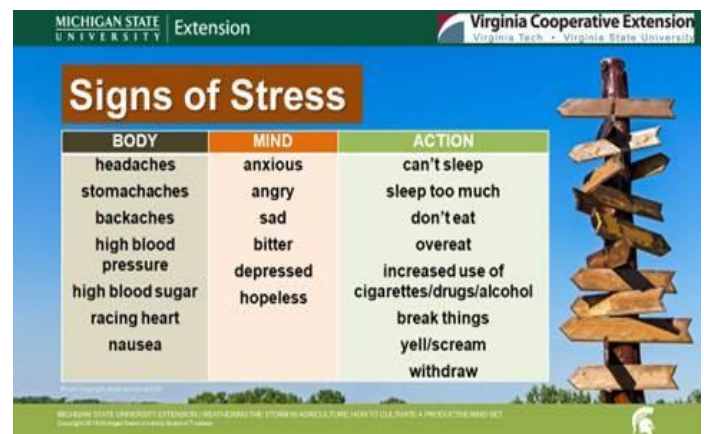 MICHIGAN STATE
UNIVERSITY
Extension
Virginia Cooperative Extension
Virginia Tech • Virginia State University
Signs of Stress
BODY
headaches
stomachaches
backaches
high blood
pressure
high blood sugar
racing heart
nausea
MIND
anxious
angry
sad
bitter
depressed
hopeless
ACTION
can't sleep
sleep too much
don't eat
overeat
increased use of
cigarettes/drugs/alcohol
break things
yell/scream
withdraw
MICHIGAN STATE UNIVERSITY EXTENSION | WEATHERING THE STORM IN AGRICULTURE: HOW TO CULTIVATE A PRODUCTIVE MIND SET